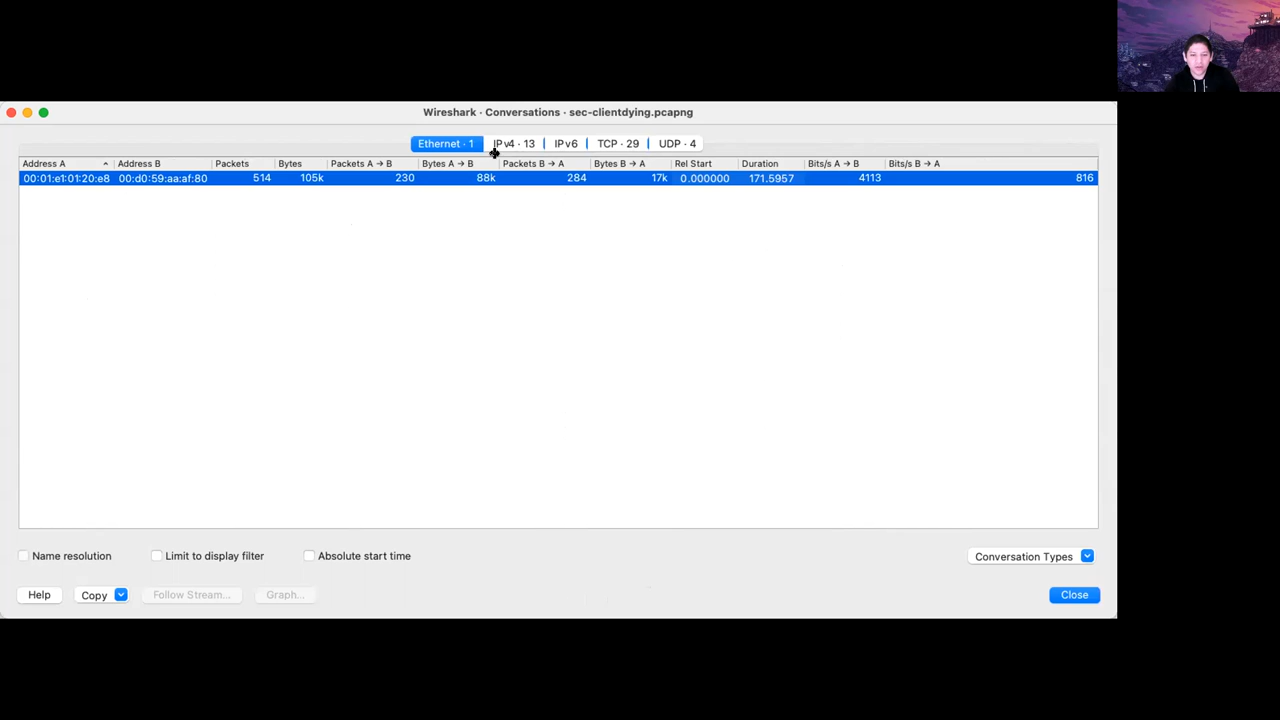 Wireshark · Conversations · sec-clientdying.pcapng
Ethernet · 1 IPv4 · 13 IPv6 TCP · 29 UDP · 4
Address A Address B Packets Bytes Packets A → B Bytes A → B Packets B → A Bytes B → A Rel Start Duration Bits/s A → B Bits/s B → A
00:01:e1:01:20:e8 00:d0:59:aa:af:80 514 105k 230 88k 284 17k 0.000000 171.5957 4113 816
Name resolution Limit to display filter Absolute start time Conversation Types
Help Copy Follow Stream... Graph... Close